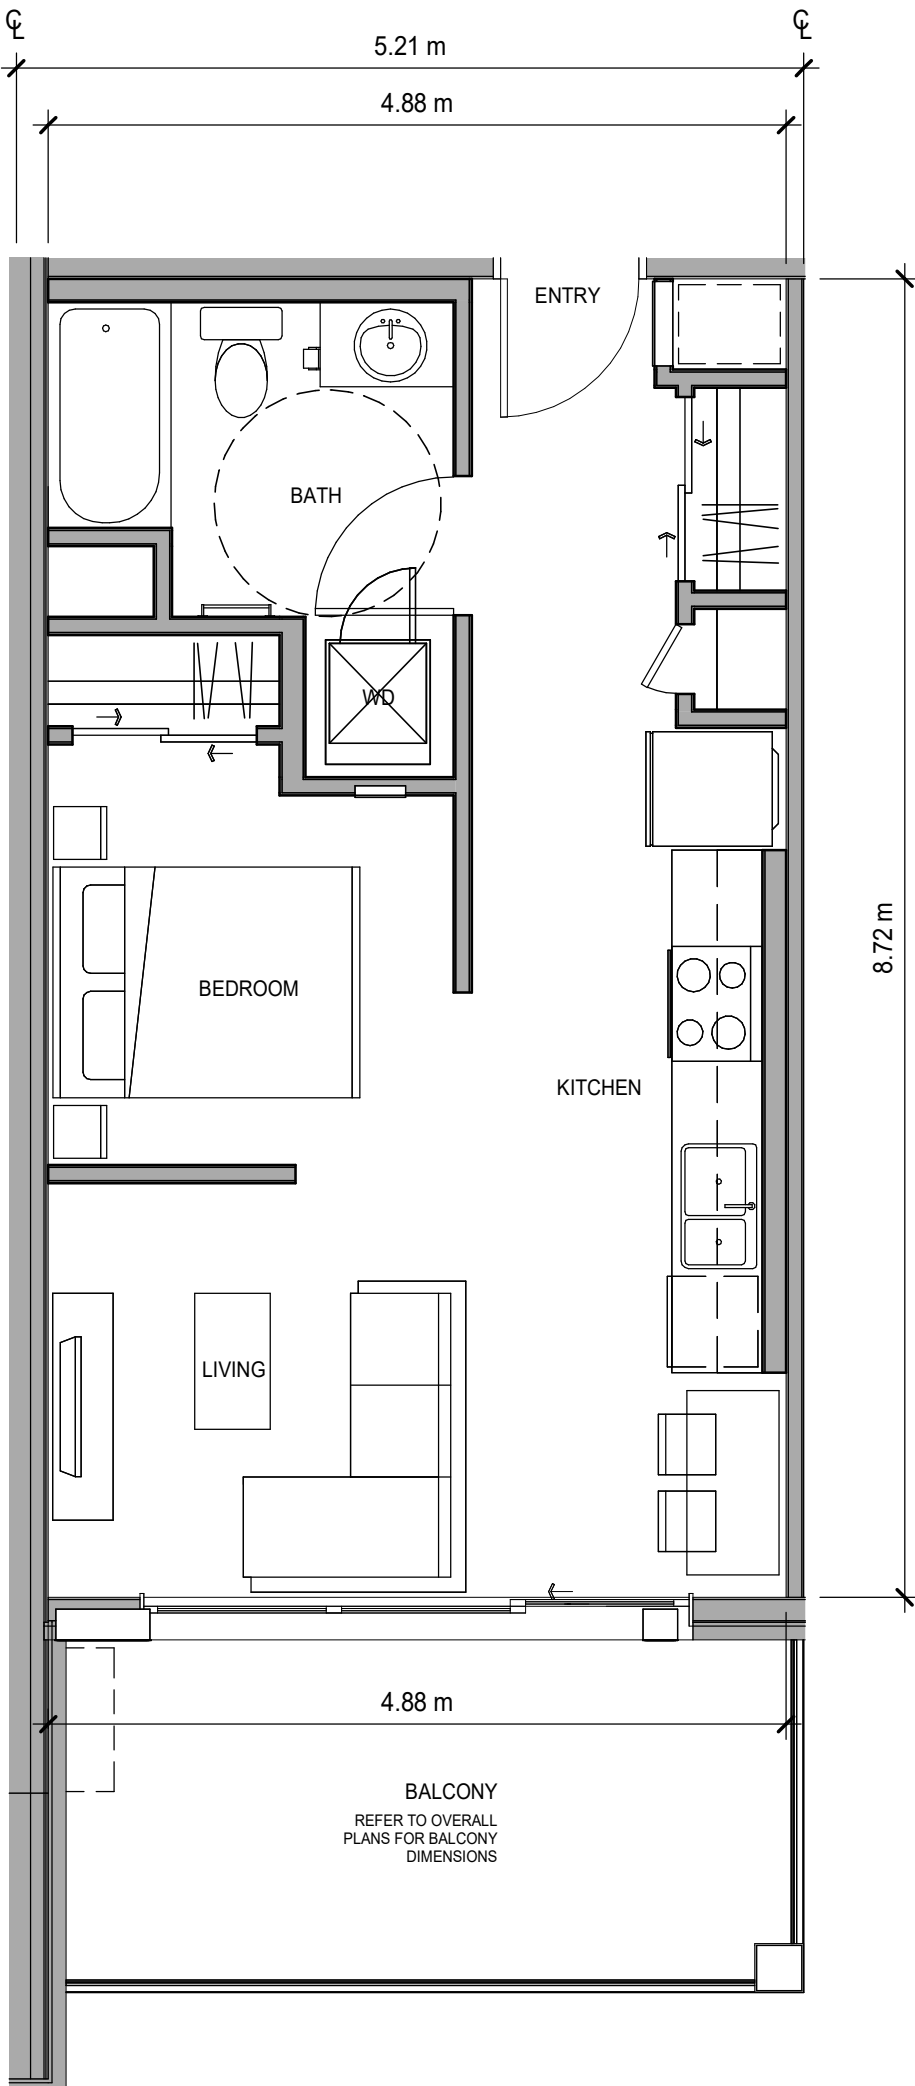 ℄ ℄
5.21 m
4.88 m
ENTRY
BATH
WD
8.72 m
BEDROOM
KITCHEN
LIVING
4.88 m
BALCONY
REFER TO OVERALL
PLANS FOR BALCONY
DIMENSIONS